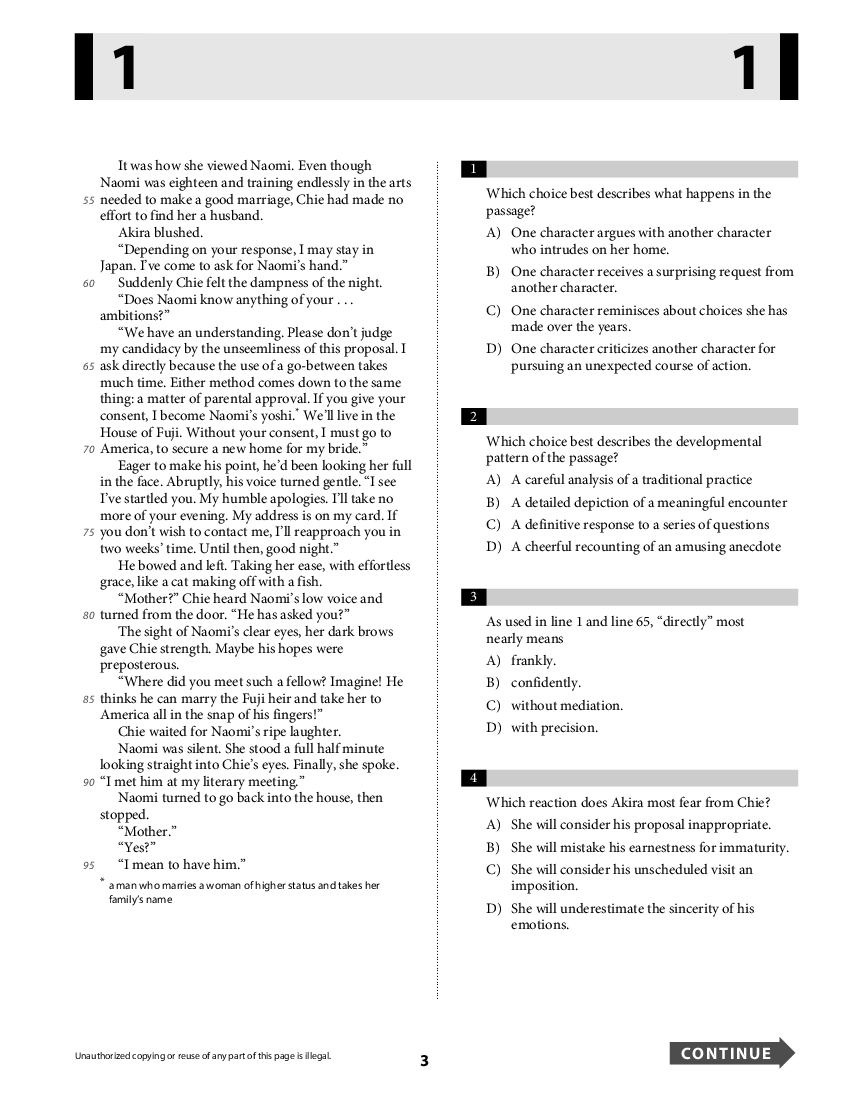 1 1
It was how she viewed Naomi. Even though
Naomi was eighteen and training endlessly in the arts
55 needed to make a good marriage, Chie had made no
effort to find her a husband.
Akira blushed.
“Depending on your response, I may stay in
Japan. I’ve come to ask for Naomi’s hand.”
60 Suddenly Chie felt the dampness of the night.
“Does Naomi know anything of your . . .
ambitions?”
“We have an understanding. Please don’t judge
my candidacy by the unseemliness of this proposal. I
65 ask directly because the use of a go-between takes
much time. Either method comes down to the same
thing: a matter of parental approval. If you give your
consent, I become Naomi’s yoshi.* We’ll live in the
House of Fuji. Without your consent, I must go to
70 America, to secure a new home for my bride.”
Eager to make his point, he’d been looking her full
in the face. Abruptly, his voice turned gentle. “I see
I’ve startled you. My humble apologies. I’ll take no
more of your evening. My address is on my card. If
75 you don’t wish to contact me, I’ll reapproach you in
two weeks’ time. Until then, good night.”
He bowed and left. Taking her ease, with effortless
grace, like a cat making off with a fish.
“Mother?” Chie heard Naomi’s low voice and
80 turned from the door. “He has asked you?”
The sight of Naomi’s clear eyes, her dark brows
gave Chie strength. Maybe his hopes were
preposterous.
“Where did you meet such a fellow? Imagine! He
85 thinks he can marry the Fuji heir and take her to
America all in the snap of his fingers!”
Chie waited for Naomi’s ripe laughter.
Naomi was silent. She stood a full half minute
looking straight into Chie’s eyes. Finally, she spoke.
90 “I met him at my literary meeting.”
Naomi turned to go back into the house, then
stopped.
“Mother.”
“Yes?”
95 “I mean to have him.”
* a man who marries a woman of higher status and takes her
family’s name
1
Which choice best describes what happens in the
passage?
A) One character argues with another character
who intrudes on her home.
B) One character receives a surprising request from
another character.
C) One character reminisces about choices she has
made over the years.
D) One character criticizes another character for
pursuing an unexpected course of action.
2
Which choice best describes the developmental
pattern of the passage?
A) A careful analysis of a traditional practice
B) A detailed depiction of a meaningful encounter
C) A definitive response to a series of questions
D) A cheerful recounting of an amusing anecdote
3
As used in line 1 and line 65, “directly” most
nearly means
A) frankly.
B) confidently.
C) without mediation.
D) with precision.
4
Which reaction does Akira most fear from Chie?
A) She will consider his proposal inappropriate.
B) She will mistake his earnestness for immaturity.
C) She will consider his unscheduled visit an
imposition.
D) She will underestimate the sincerity of his
emotions.
Unauthorized copying or reuse of any part of this page is illegal.
3
CONTINUE